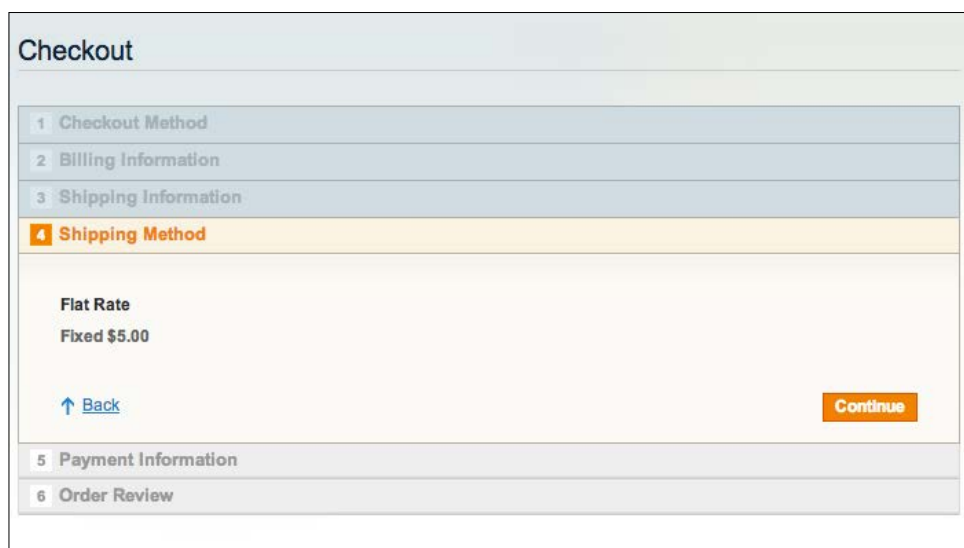 Checkout
1 Checkout Method
2 Billing Information
3 Shipping Information
4 Shipping Method
Flat Rate
Fixed $5.00
↑ Back
Continue
5 Payment Information
6 Order Review